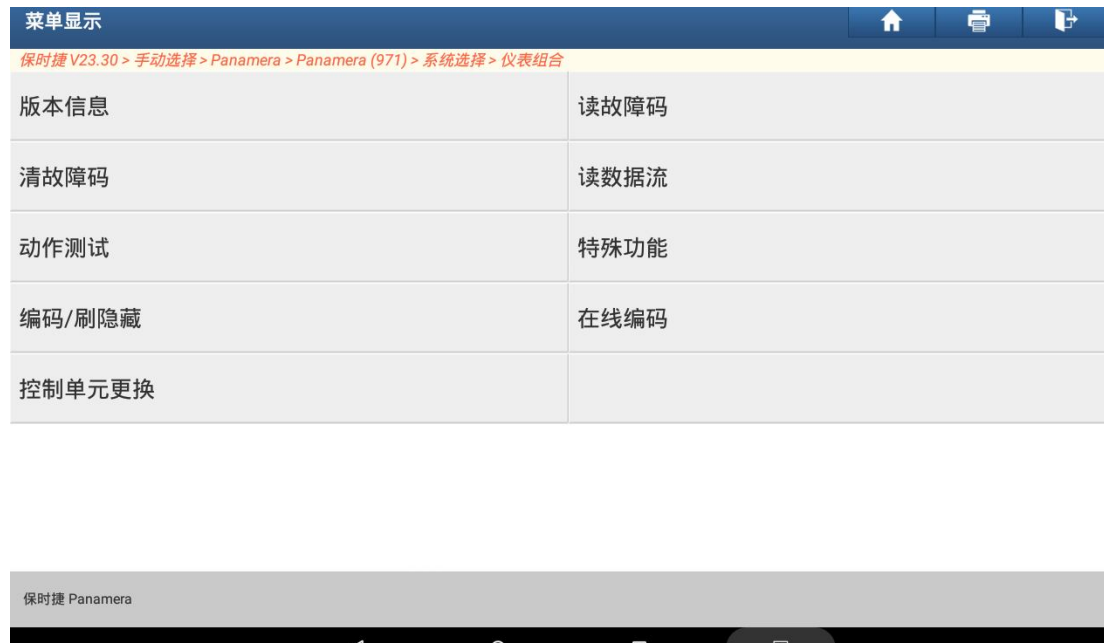 菜单显示
保时捷 V23.30 > 手动选择 > Panamera > Panamera (971) > 系统选择 > 仪表组合
版本信息
读故障码
清故障码
读数据流
动作测试
特殊功能
编码/刷隐藏
在线编码
控制单元更换
保时捷 Panamera